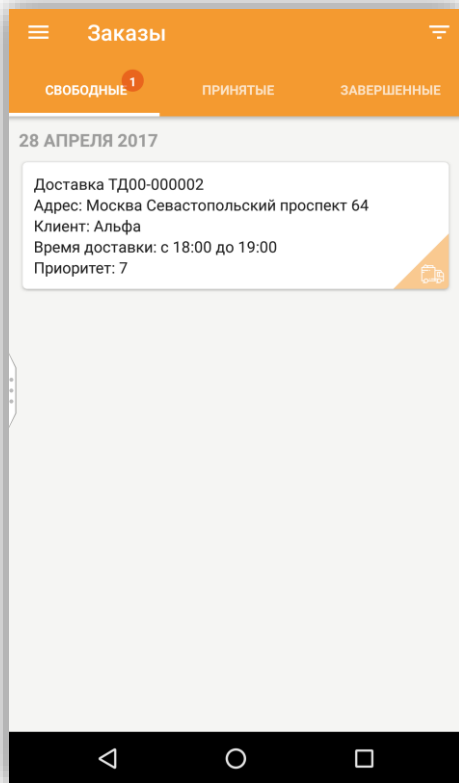 Заказы
СВОБОДНЫЕ 1 ПРИНЯТЫЕ ЗАВЕРШЕННЫЕ
28 АПРЕЛЯ 2017
Доставка ТД00-000002
Адрес: Москва Севастопольский проспект 64
Клиент: Альфа
Время доставки: с 18:00 до 19:00
Приоритет: 7